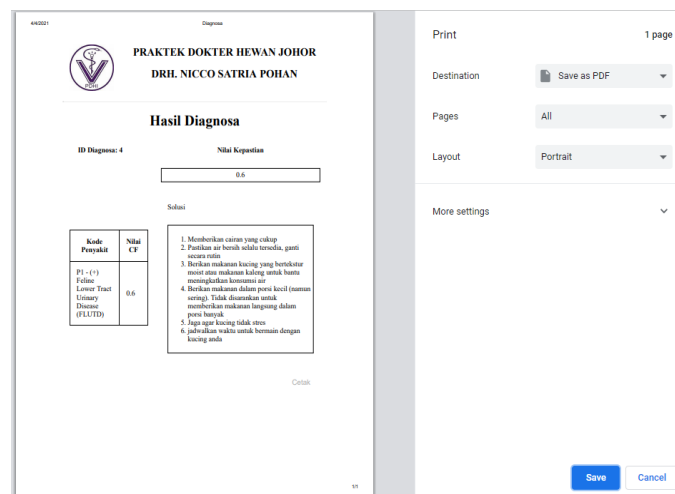 4/4/2021
Diagnosa
PDHI
PRAKTEK DOKTER HEWAN JOHOR
DRH. NICCO SATRIA POHAN
Hasil Diagnosa
ID Diagnosa: 4
Nilai Kepastian
0.6
Solusi
Kode Penyakit
Nilai CF
P1 - (+)
Feline
Lower Tract
Urinary
Disease
(FLUTD)
0.6
1. Memberikan cairan yang cukup
2. Pastikan air bersih selalu tersedia, ganti
secara rutin
3. Berikan makanan kucing yang bertekstur
moist atau makanan kaleng untuk bantu
meningkatkan konsumsi air
4. Berikan makanan dalam porsi kecil (namun
sering). Tidak disarankan untuk
memberikan makanan langsung dalam
porsi banyak
5. Jaga agar kucing tidak stres
6. jadwalkan waktu untuk bermain dengan
kucing anda
Cetak
1/1
Print
1 page
Destination
Save as PDF
Pages
All
Layout
Portrait
More settings
Save
Cancel